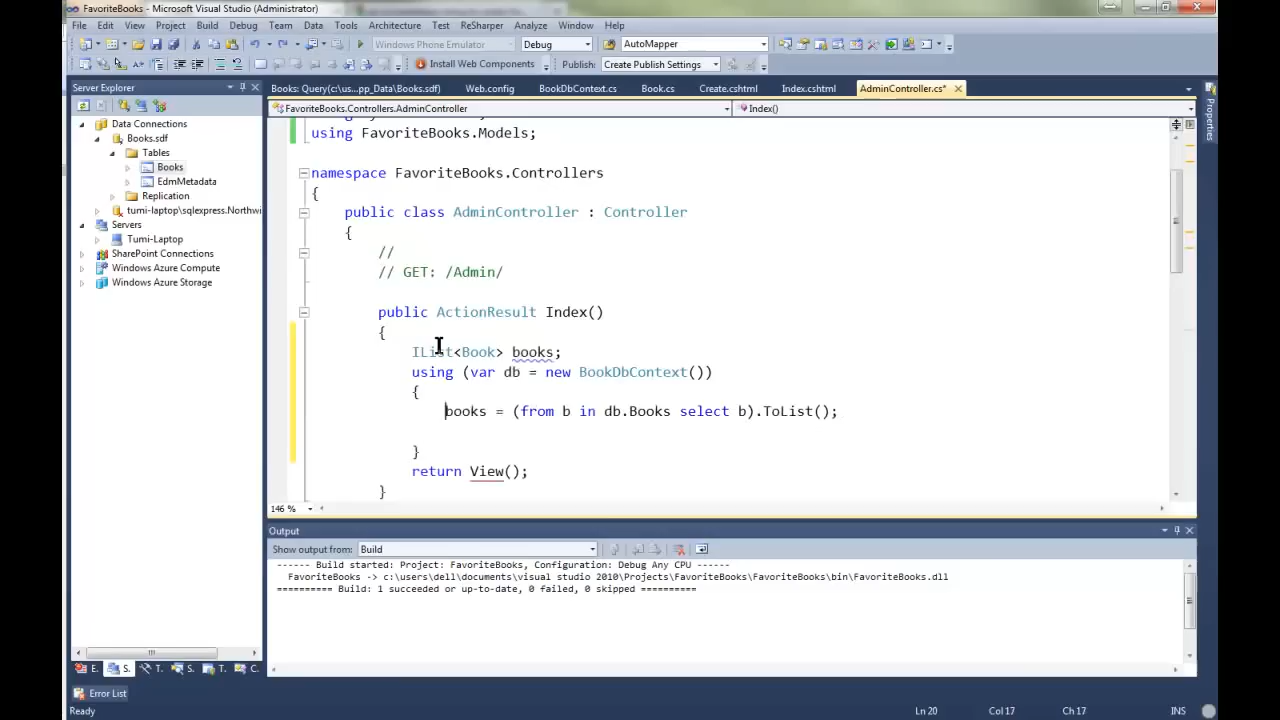 FavoriteBooks - Microsoft Visual Studio (Administrator)
File Edit View Project Build Debug Team Data Tools Architecture Test ReSharper Analyze Window Help
Windows Phone Emulator Debug AutoMapper
Install Web Components Publish: Create Publish Settings
Server Explorer
Books: Query(c:\us...pp_Data\Books.sdf) Web.config BookDbContext.cs Book.cs Create.cshtml Index.cshtml AdminController.cs*
FavoriteBooks.Controllers.AdminController Index()
Data Connections
Books.sdf
Tables
Books
EdmMetadata
Replication
tumi-laptop\sqlexpress.Northwi
Servers
Tumi-Laptop
SharePoint Connections
Windows Azure Compute
Windows Azure Storage
using FavoriteBooks.Models;
namespace FavoriteBooks.Controllers
{
public class AdminController : Controller
{
//
// GET: /Admin/
public ActionResult Index()
{
IList<Book> books;
using (var db = new BookDbContext())
{
books = (from b in db.Books select b).ToList();
}
return View();
}
146 %
Properties
Output
Show output from: Build
------ Build started: Project: FavoriteBooks, Configuration: Debug Any CPU ------
FavoriteBooks -> c:\users\dell\documents\visual studio 2010\Projects\FavoriteBooks\FavoriteBooks\bin\FavoriteBooks.dll
========== Build: 1 succeeded or up-to-date, 0 failed, 0 skipped ==========
E. S. T. S. T. C.
Error List
Ready Ln 20 Col 17 Ch 17 INS